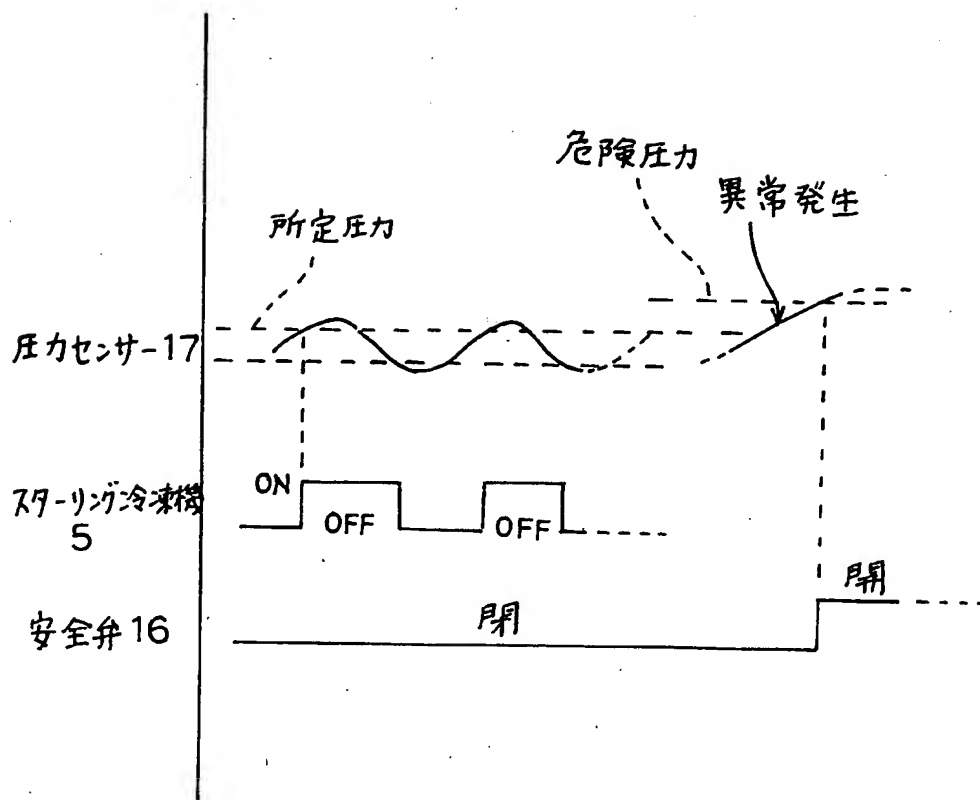 危険圧力
異常発生
所定圧力
圧力センサー17
ON
スターリング冷凍機
5
OFF
OFF
開
安全弁16
閉